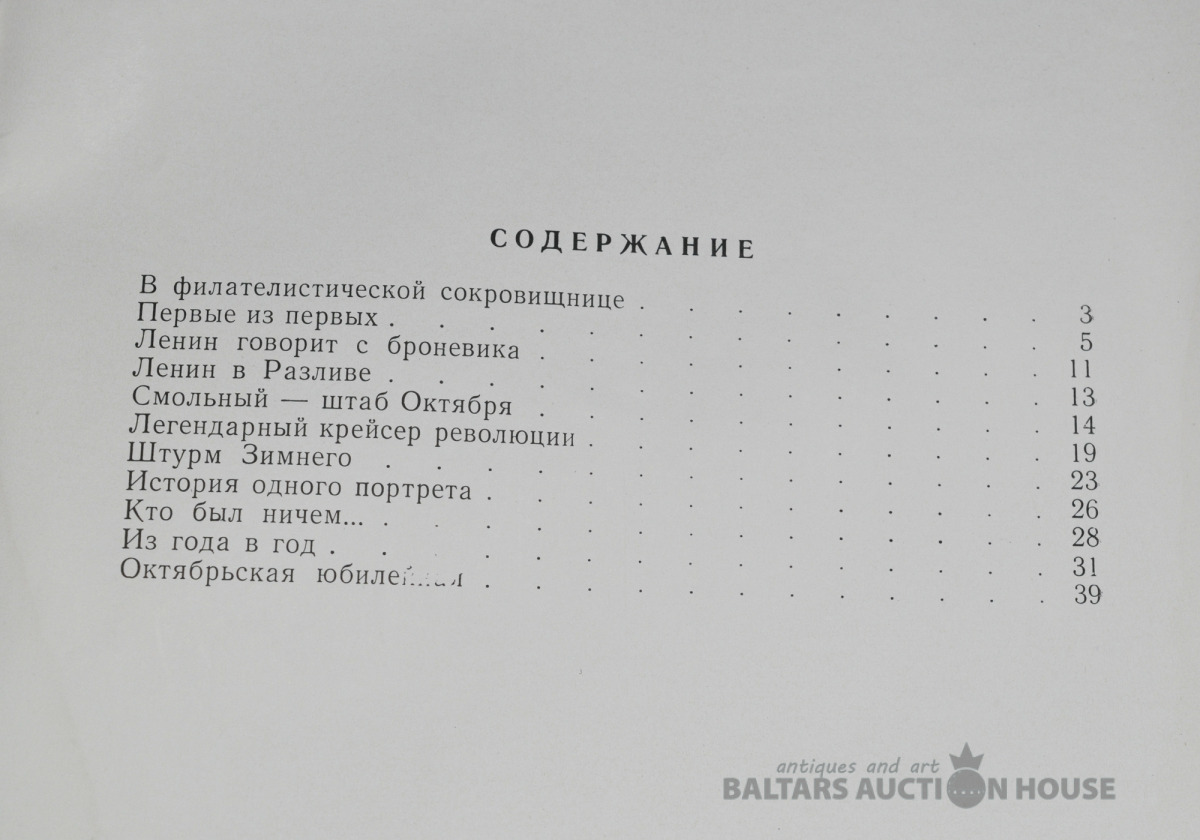 СОДЕРЖАНИЕ
В филателистической сокровищнице . . . . . . . . . 3
Первые из первых . . . . . . . . . . . . . . 5
Ленин говорит с броневика . . . . . . . . . . . 11
Ленин в Разливе . . . . . . . . . . . . . . 13
Смольный — штаб Октября . . . . . . . . . . . 14
Легендарный крейсер революции . . . . . . . . . . 19
Штурм Зимнего . . . . . . . . . . . . . . 23
История одного портрета . . . . . . . . . . . . 26
Кто был ничем... . . . . . . . . . . . . . . 28
Из года в год . . . . . . . . . . . . . . . 31
Октябрьская . . . . . . . . . . . . 39
antiques and art
BALTARS AUCTION HOUSE